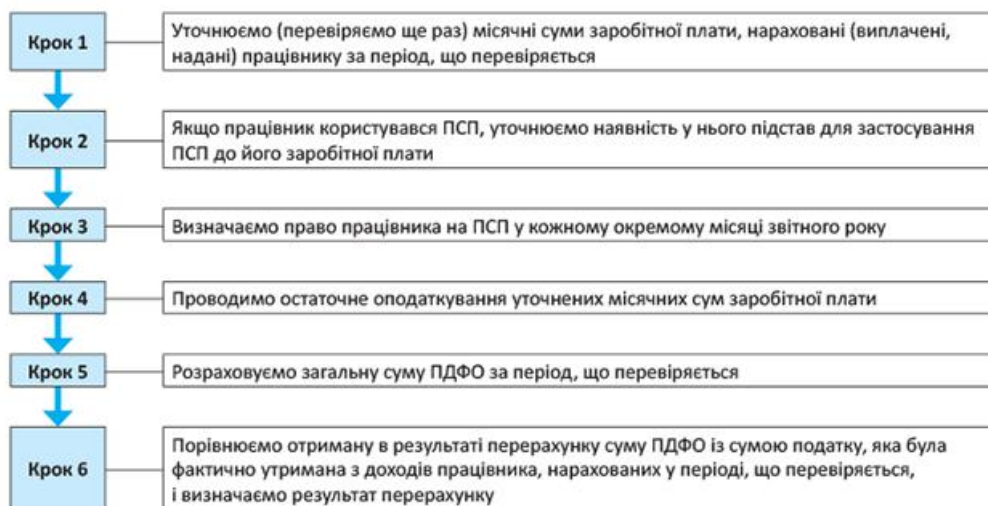 Крок 1
Уточнюємо (перевіряємо ще раз) місячні суми заробітної плати, нараховані (виплачені,
надані) працівнику за період, що перевіряється
Крок 2
Якщо працівник користувався ПСП, уточнюємо наявність у нього підстав для застосування
ПСП до його заробітної плати
Крок 3
Визначаємо право працівника на ПСП у кожному окремому місяці звітного року
Крок 4
Проводимо остаточне оподаткування уточнених місячних сум заробітної плати
Крок 5
Розраховуємо загальну суму ПДФО за період, що перевіряється
Крок 6
Порівнюємо отриману в результаті перерахунку суму ПДФО із сумою податку, яка була
фактично утримана з доходів працівника, нарахованих у періоді, що перевіряється,
і визначаємо результат перерахунку